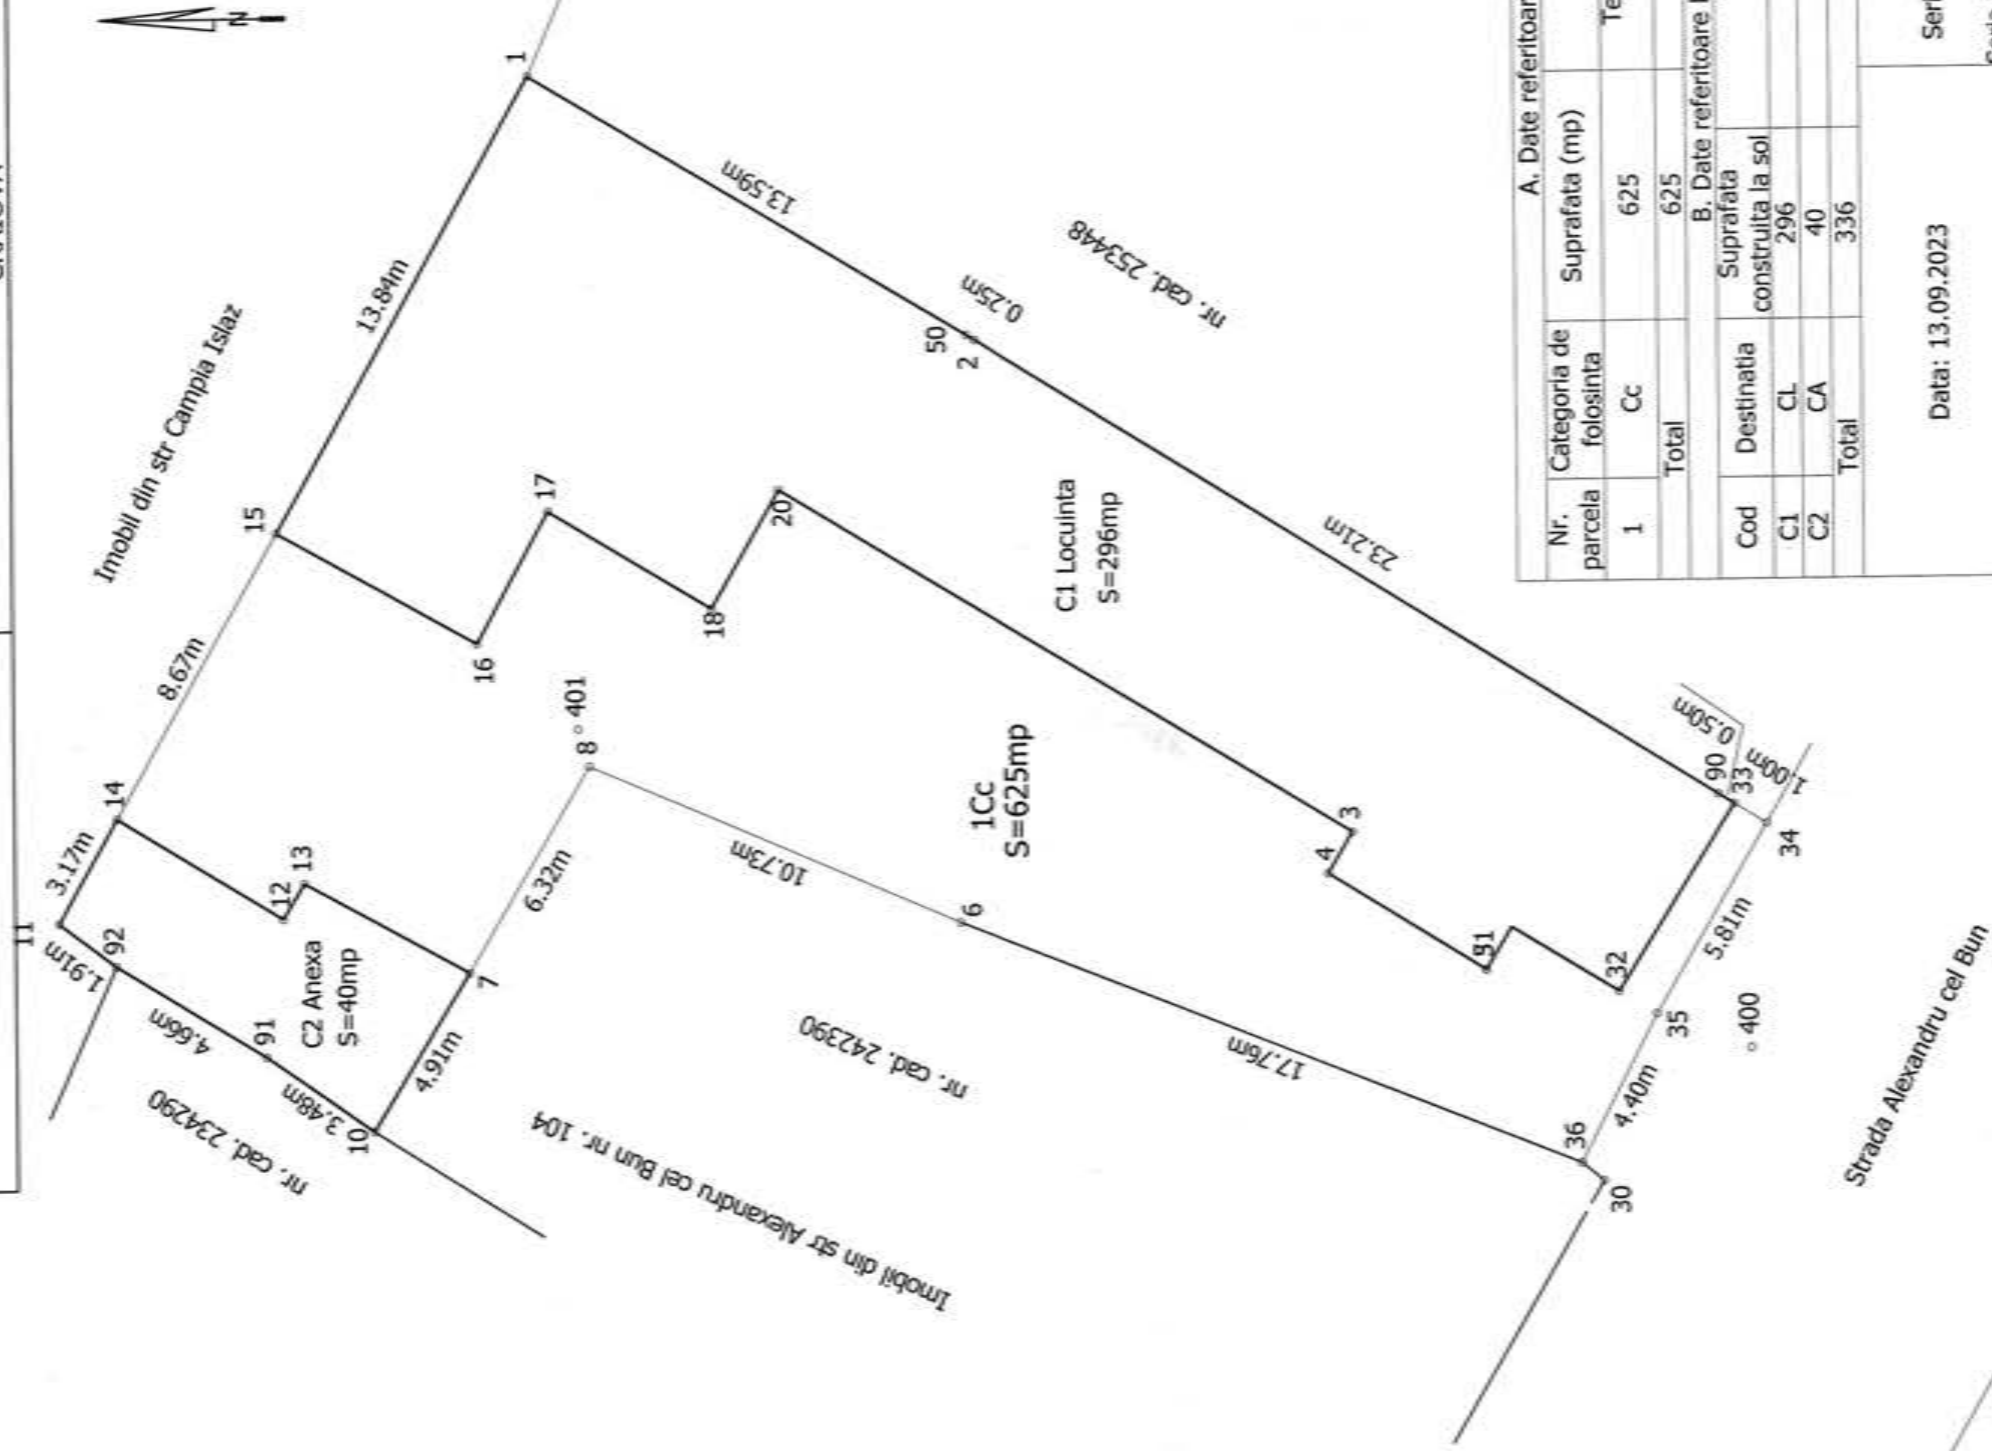 N
Imobil din str Campia Islaz
1
13.84m
15
8.67m
14
3.17m
11
1.91m
92
4.66m
91
3.48m
10
nr. cad. 234290
C2 Anexa
S=40mp
12
13
7
4.91m
6.32m
8
401
10.73m
6
17.76m
nr. cad. 242390
Imobil din str Alexandru cel Bun nr. 104
16
17
18
20
13.59m
50
2
0.25m
nr. cad. 253448
C1 Locuinta
S=296mp
23.21m
1Cc
S=625mp
3
4
31
32
90
33
0.50m
1.00m
34
5.81m
35
4.40m
36
30
400
Strada Alexandru cel Bun
A. Date referitoare
Nr. parcela
Categoria de folosinta
Suprafata (mp)
1 Cc 625
Total 625
B. Date referitoare
Cod
Destinatia
Suprafata construita la sol
C1 CL 296
C2 CA 40
Total 336
Data: 13.09.2023